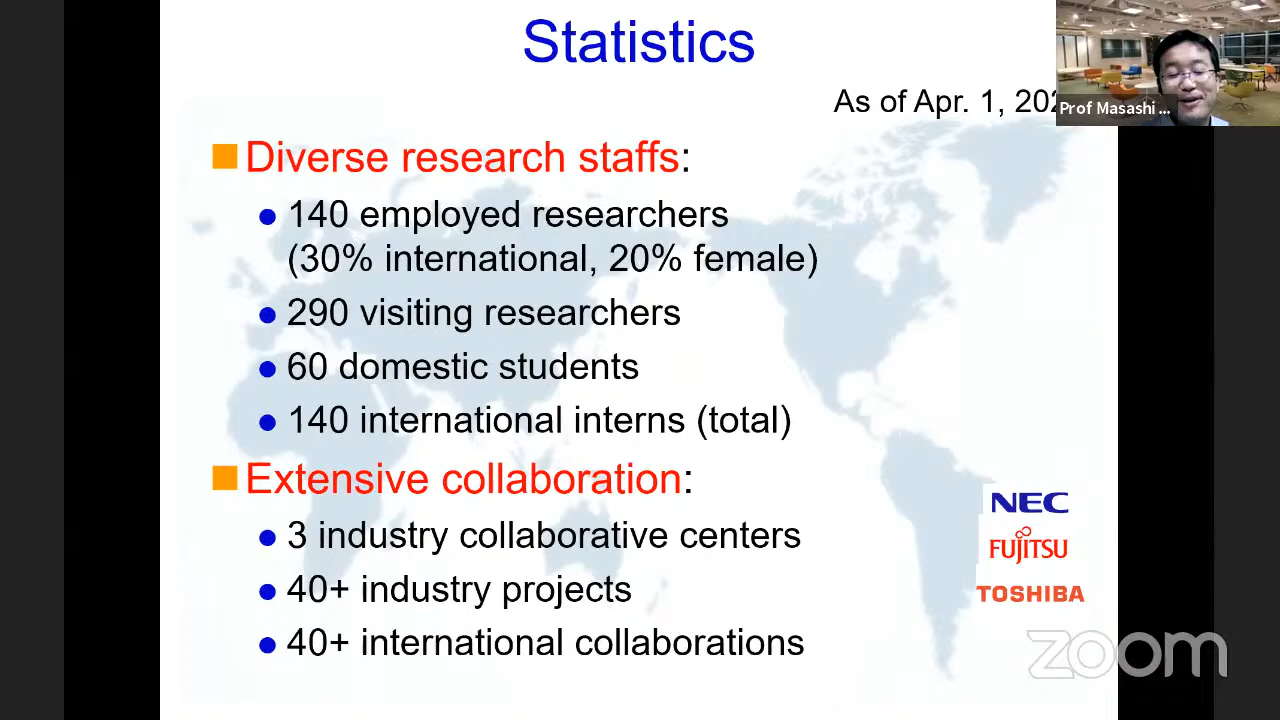 Statistics
As of Apr. 1, 202
Prof Masashi ...
Diverse research staffs:
140 employed researchers
(30% international, 20% female)
290 visiting researchers
60 domestic students
140 international interns (total)
Extensive collaboration:
3 industry collaborative centers
40+ industry projects
40+ international collaborations
NEC
FUJITSU
TOSHIBA
zoom